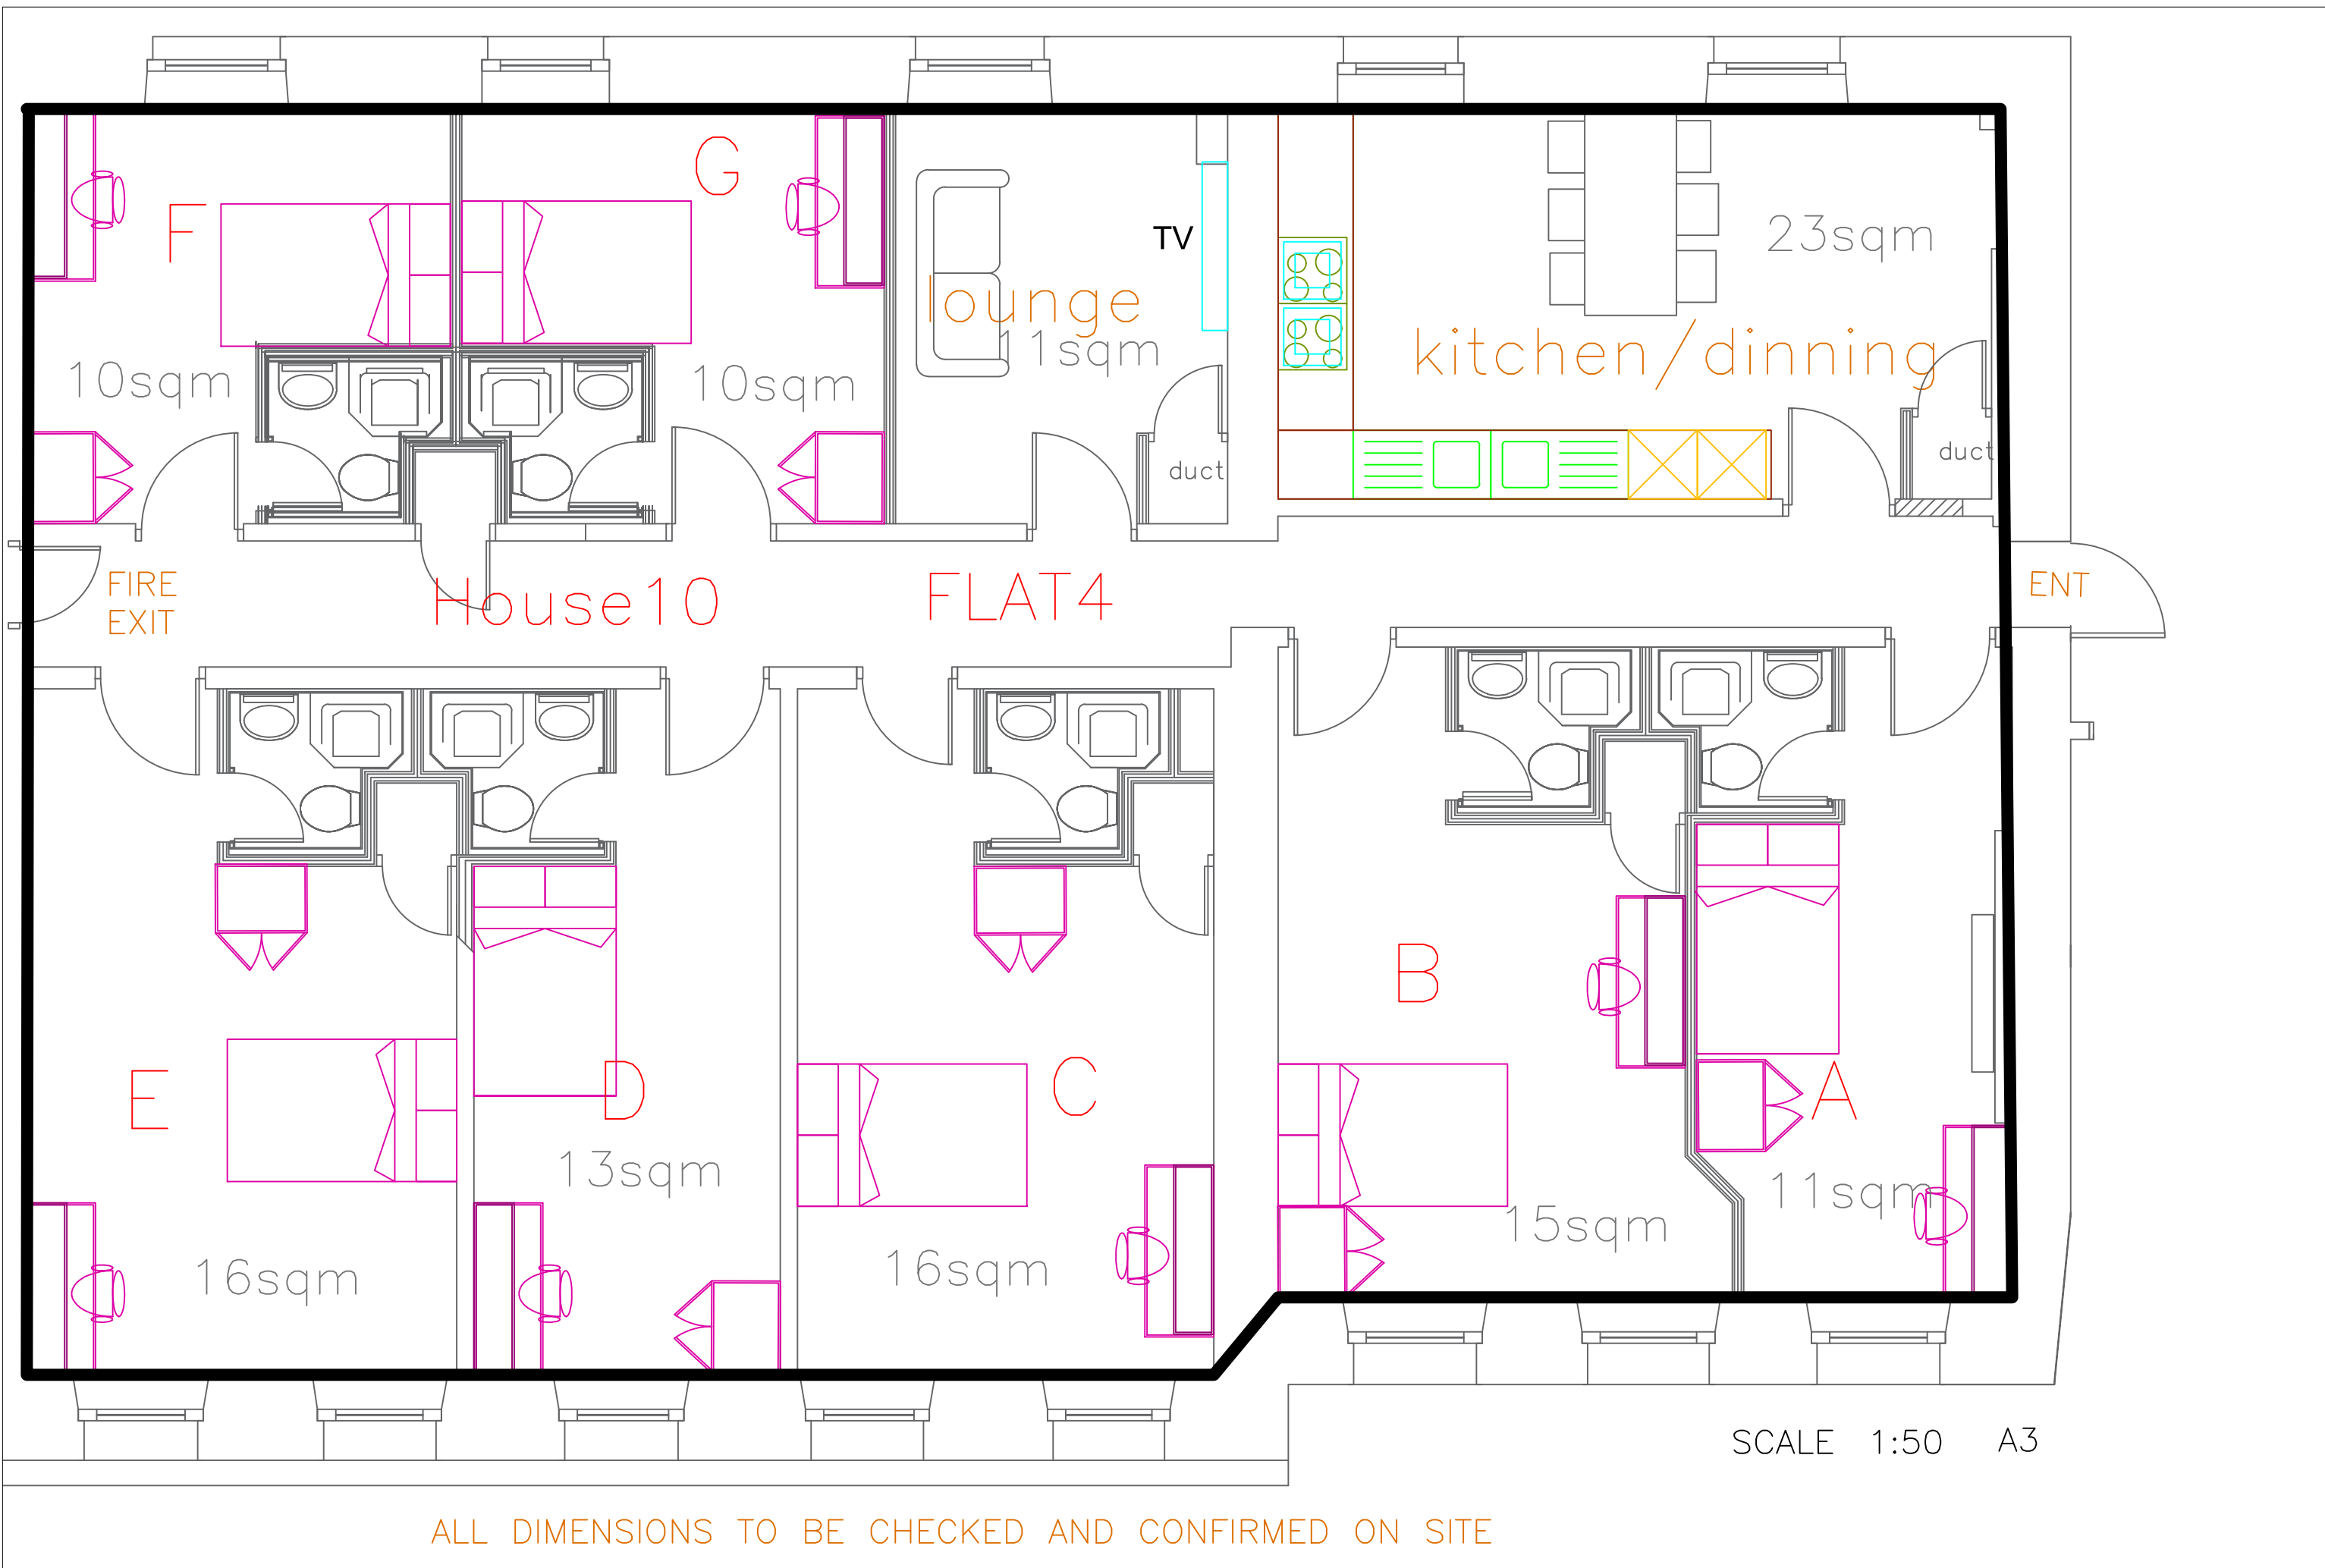 G
F
TV
23sqm
lounge
11sqm
kitchen/dinning
10sqm
10sqm
duct
duct
FIRE
EXIT
House10
FLAT4
ENT
B
E
D
C
A
13sqm
11sqm
15sqm
16sqm
16sqm
SCALE 1:50 A3
ALL DIMENSIONS TO BE CHECKED AND CONFIRMED ON SITE